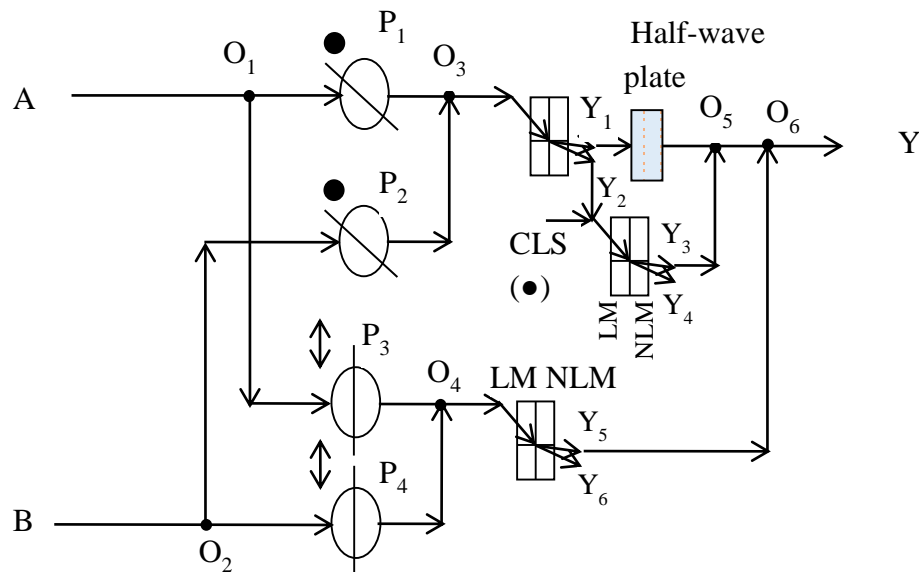 P₁
Half-wave
plate
O₁
O₃
A
Y₁
O₅
O₆
Y
P₂
Y₂
CLS
(●)
Y₃
Y₄
LM
NLM
P₃
O₄
LM NLM
Y₅
P₄
Y₆
B
O₂